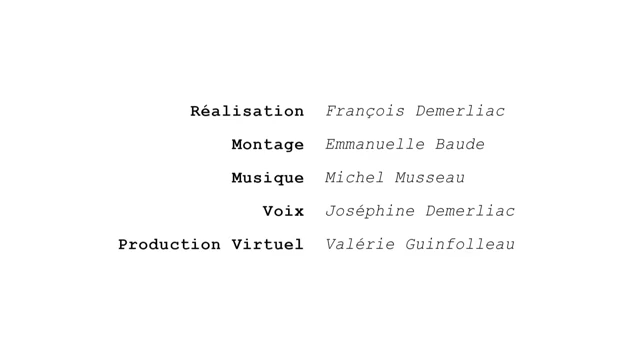 Réalisation François Demerliac
Montage Emmanuelle Baude
Musique Michel Musseau
Voix Joséphine Demerliac
Production Virtuel Valérie Guinfolleau